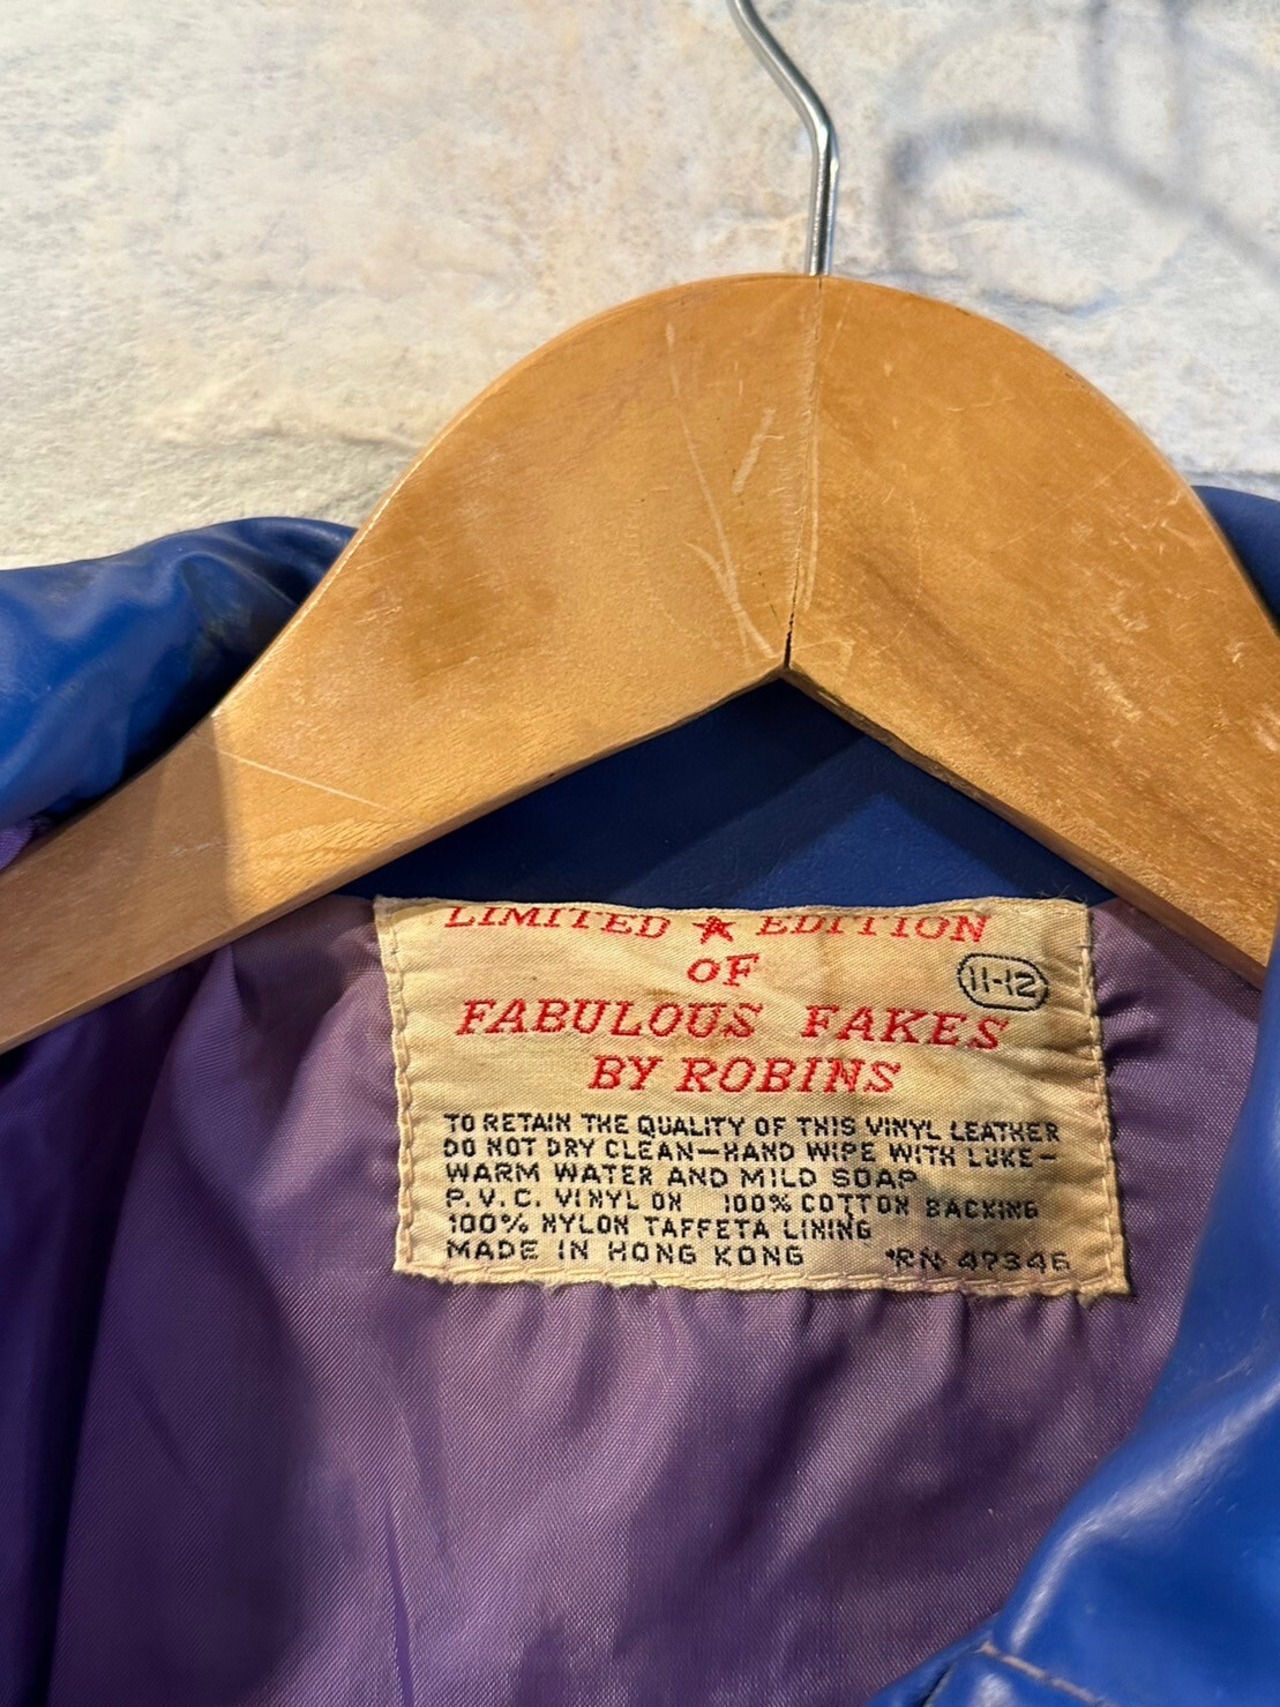 LIMITED ★ EDITION
OF
11-12
FABULOUS FAKES
BY ROBINS
TO RETAIN THE QUALITY OF THIS VINYL LEATHER
DO NOT DRY CLEAN—HAND WIPE WITH LUKE-
WARM WATER AND MILD SOAP
P.V.C. VINYL ON 100% COTTON BACKING
100% NYLON TAFFETA LINING
MADE IN HONG KONG *RN 47346